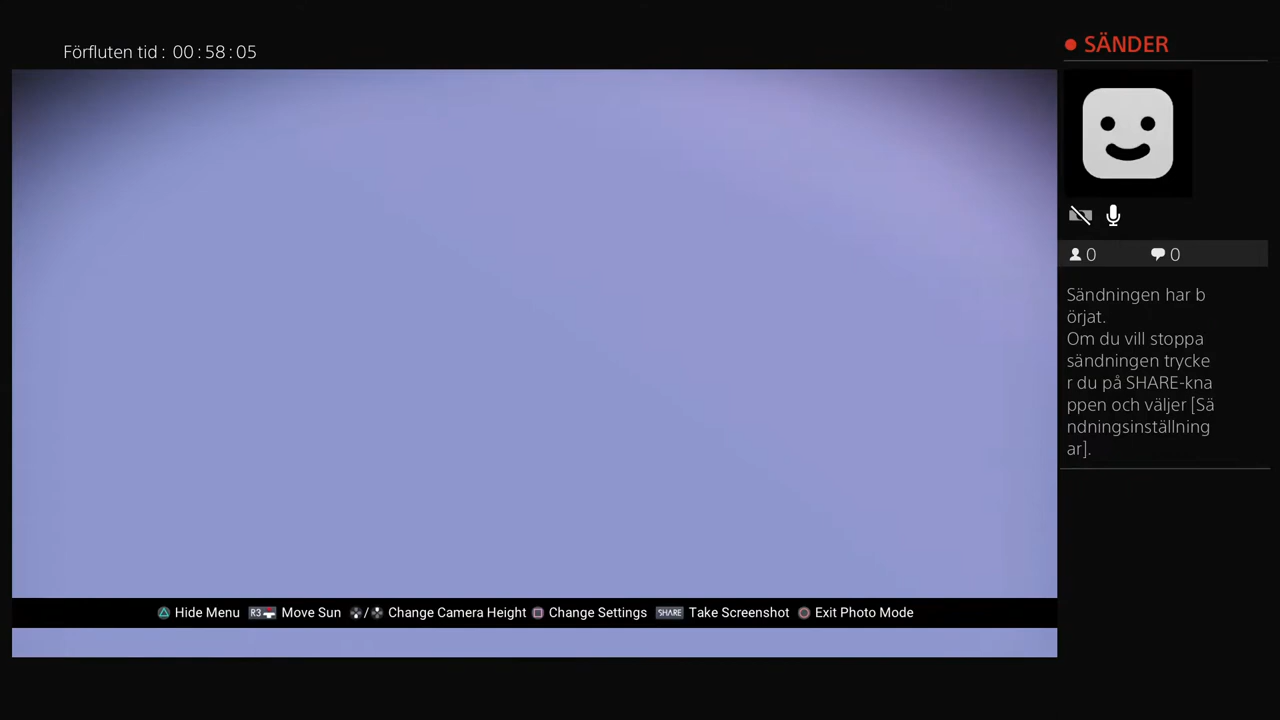 Förfluten tid : 00:58:05
SÄNDER
0 0
Sändningen har b
örjat.
Om du vill stoppa
sändningen trycke
r du på SHARE-kna
ppen och väljer [Sä
ndningsinställning
ar].
Hide Menu R3 Move Sun / Change Camera Height Change Settings SHARE Take Screenshot Exit Photo Mode